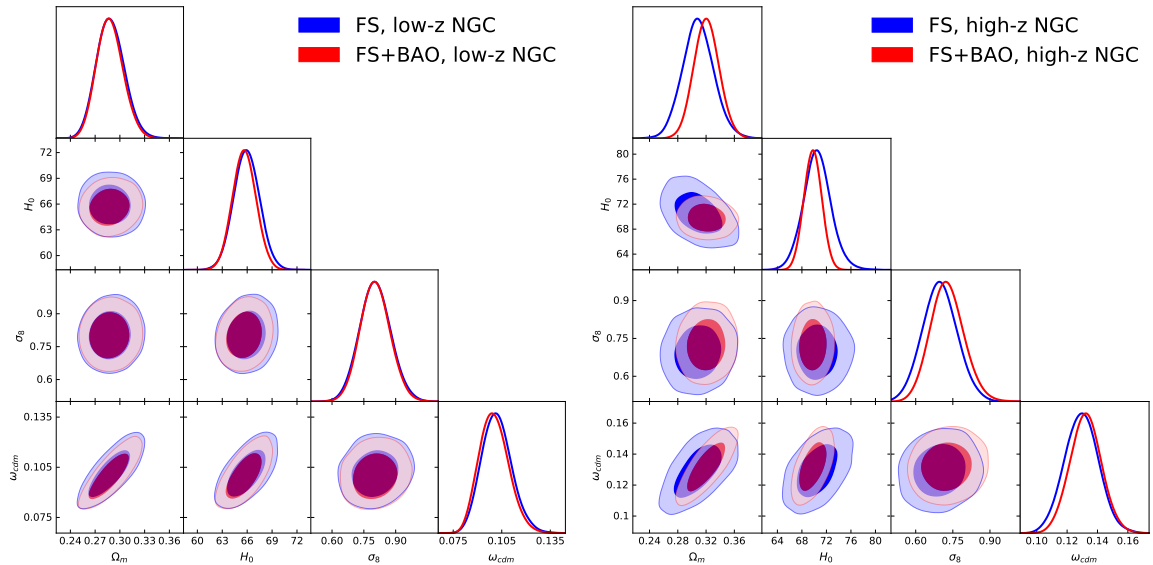 FS, low-z NGC
FS+BAO, low-z NGC
72
69
66
63
60
H₀
0.9
0.75
0.6
σ₈
0.135
0.105
0.075
ω_cdm
0.24 0.27 0.30 0.33 0.36
Ωₘ
60 63 66 69 72
H₀
0.60 0.75 0.90
σ₈
0.075 0.105 0.135
ω_cdm
FS, high-z NGC
FS+BAO, high-z NGC
80
76
72
68
64
H₀
0.9
0.75
0.6
σ₈
0.16
0.14
0.12
0.1
ω_cdm
0.24 0.28 0.32 0.36
Ωₘ
64 68 72 76 80
H₀
0.60 0.75 0.90
σ₈
0.10 0.12 0.14 0.16
ω_cdm